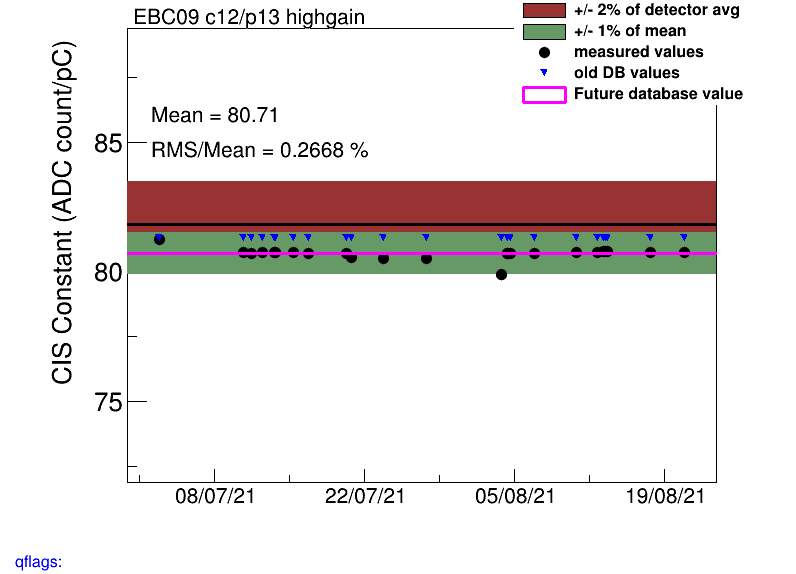 EBC09 c12/p13 highgain
+/- 2% of detector avg
+/- 1% of mean
measured values
old DB values
Future database value
Mean = 80.71
RMS/Mean = 0.2668 %
CIS Constant (ADC count/pC)
85
80
75
08/07/21 22/07/21 05/08/21 19/08/21
qflags: